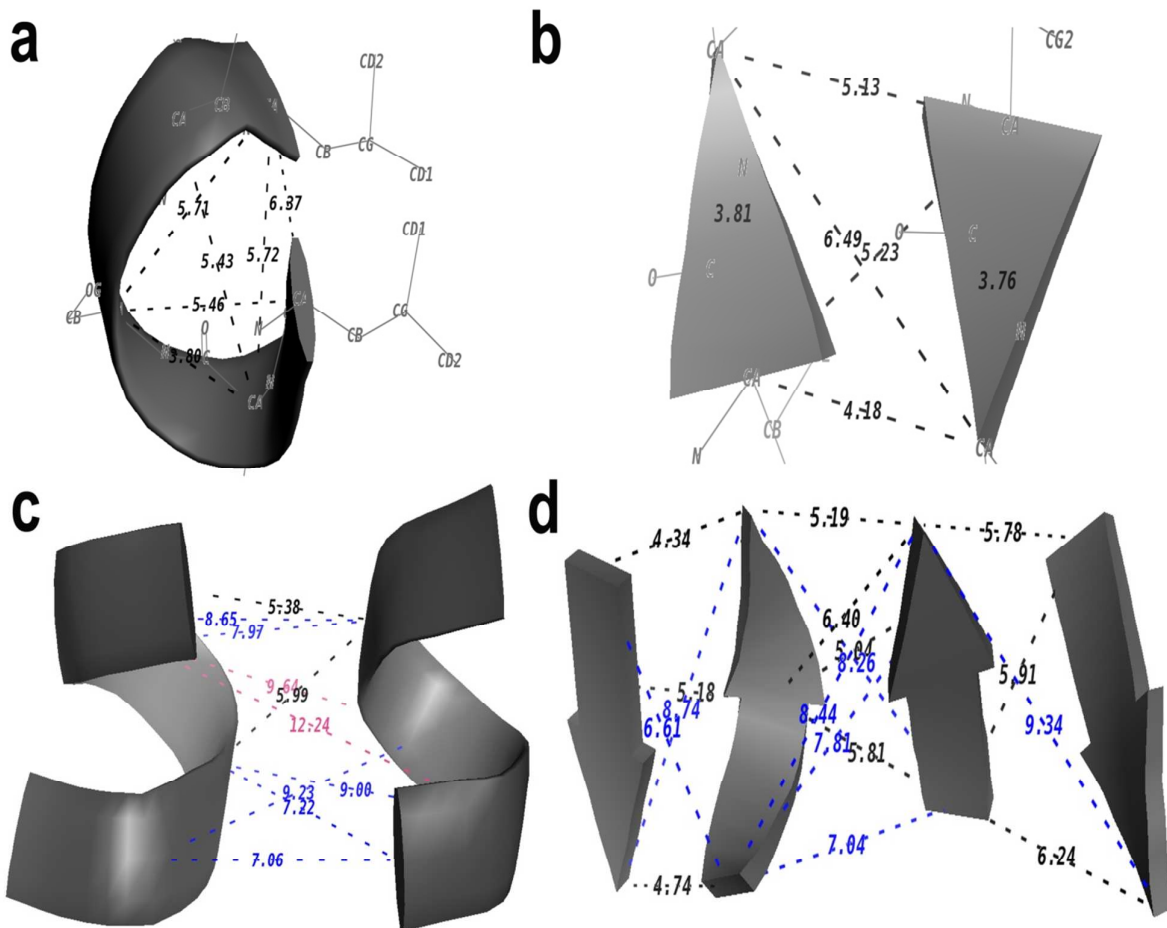 a
CD2
CB
CA
CB
CG
CD1
5.71
6.37
CD1
5.43
5.72
OG
CA
CB
5.46
O
N
CG
CB
N
3.80
C
CD2
N
CA
b
CA
CG2
5.13
N
CA
N
3.81
O
C
6.49
5.23
O
C
3.76
N
CA
4.18
CB
N
CA
c
5.38
8.65
7.97
9.64
5.99
12.24
9.23
9.00
7.22
7.06
d
4.34
5.19
5.78
6.40
5.04
8.26
5.18
8.74
6.61
8.44
7.81
5.81
5.91
9.34
7.04
4.74
6.24